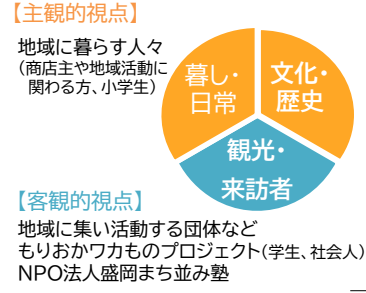 【主観的視点】
地域に暮らす人々
（商店主や地域活動に
関わる方、小学生）
暮し・
日常
文化・
歴史
観光・
来訪者
【客観的視点】
地域に集い活動する団体など
もりおかワカものプロジェクト（学生、社会人）
NPO法人盛岡まち並み塾